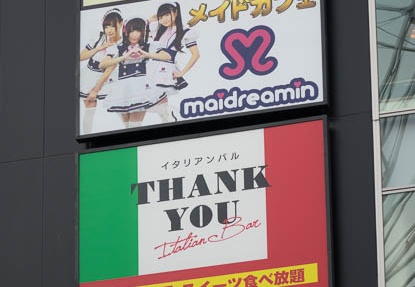 メイドカフェ
maidreamin
イタリアンバル
THANK
YOU
Italian Bar
スイーツ食べ放題